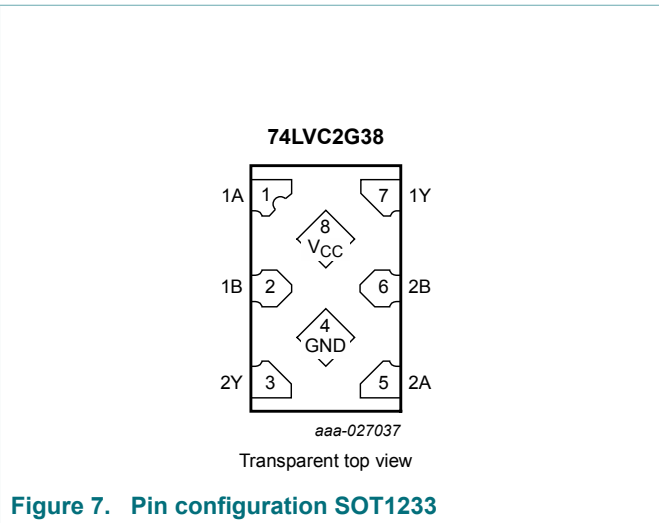 74LVC2G38
1A 1 7 1Y
8
VCC
1B 2 6 2B
4
GND
2Y 3 5 2A
aaa-027037
Transparent top view
Figure 7. Pin configuration SOT1233